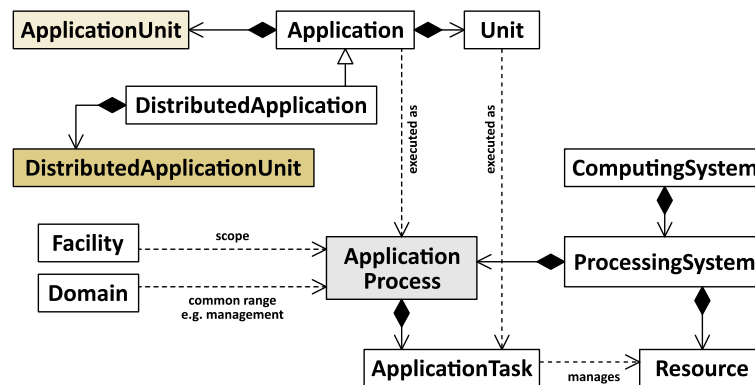 ApplicationUnit
Application
Unit
DistributedApplication
executed as
executed as
DistributedApplicationUnit
ComputingSystem
Facility
scope
Application
Process
ProcessingSystem
Domain
common range
e.g. management
ApplicationTask
manages
Resource